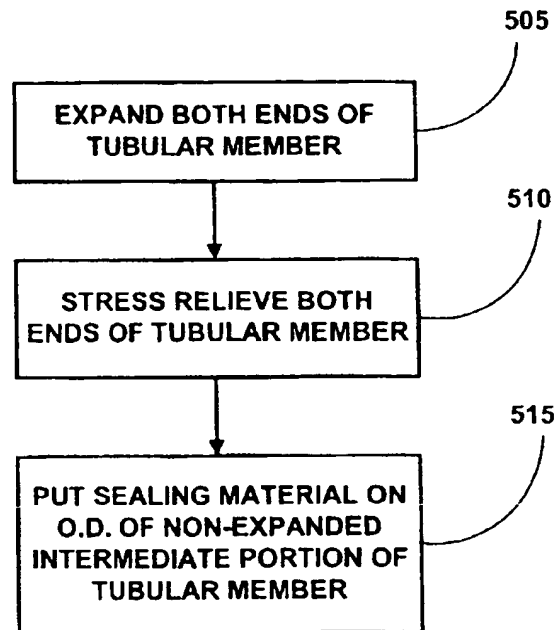 505
EXPAND BOTH ENDS OF
TUBULAR MEMBER
510
STRESS RELIEVE BOTH
ENDS OF TUBULAR MEMBER
515
PUT SEALING MATERIAL ON
O.D. OF NON-EXPANDED
INTERMEDIATE PORTION OF
TUBULAR MEMBER